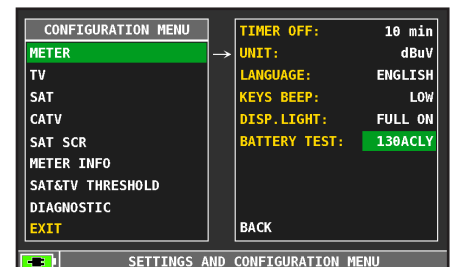 CONFIGURATION MENU
METER
TV
SAT
CATV
SAT SCR
METER INFO
SAT&TV THRESHOLD
DIAGNOSTIC
EXIT
→
TIMER OFF: 10 min
UNIT: dBuV
LANGUAGE: ENGLISH
KEYS BEEP: LOW
DISP.LIGHT: FULL ON
BATTERY TEST: 130ACLY
BACK
SETTINGS AND CONFIGURATION MENU